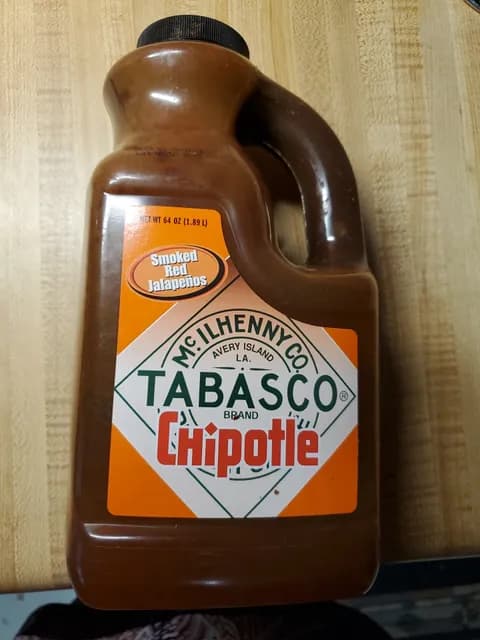 NET WT 64 OZ (1.89 L)
Smoked
Red
Jalapeños
McILHENNY CO.
AVERY ISLAND
LA.
TABASCO®
BRAND
CHipotle